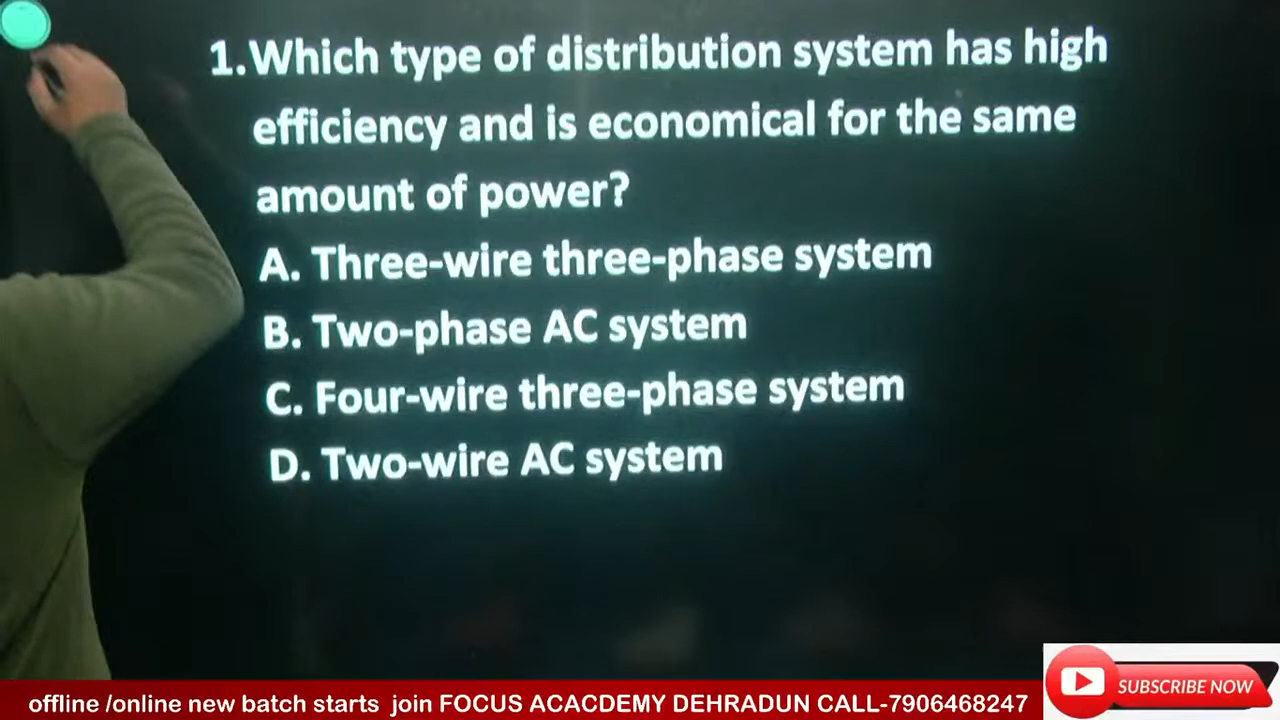 1.Which type of distribution system has high
efficiency and is economical for the same
amount of power?
A. Three-wire three-phase system
B. Two-phase AC system
C. Four-wire three-phase system
D. Two-wire AC system
offline /online new batch starts join FOCUS ACACDEMY DEHRADUN CALL-7906468247
SUBSCRIBE NOW